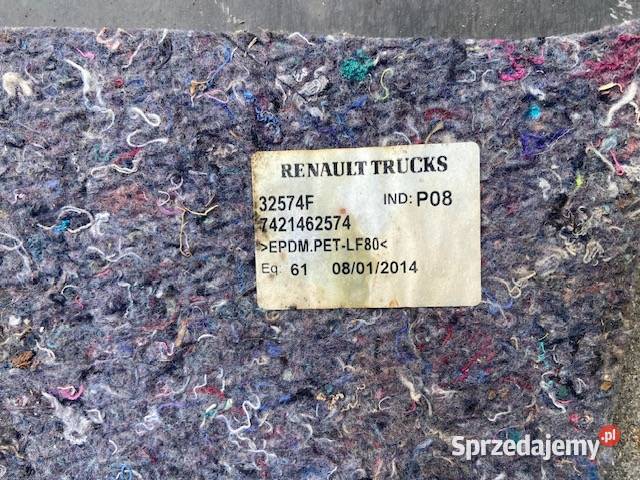 RENAULT TRUCKS
32574F IND: P08
7421462574
>EPDM.PET-LF80<
Eq 61 08/01/2014
Sprzedajemy.pl